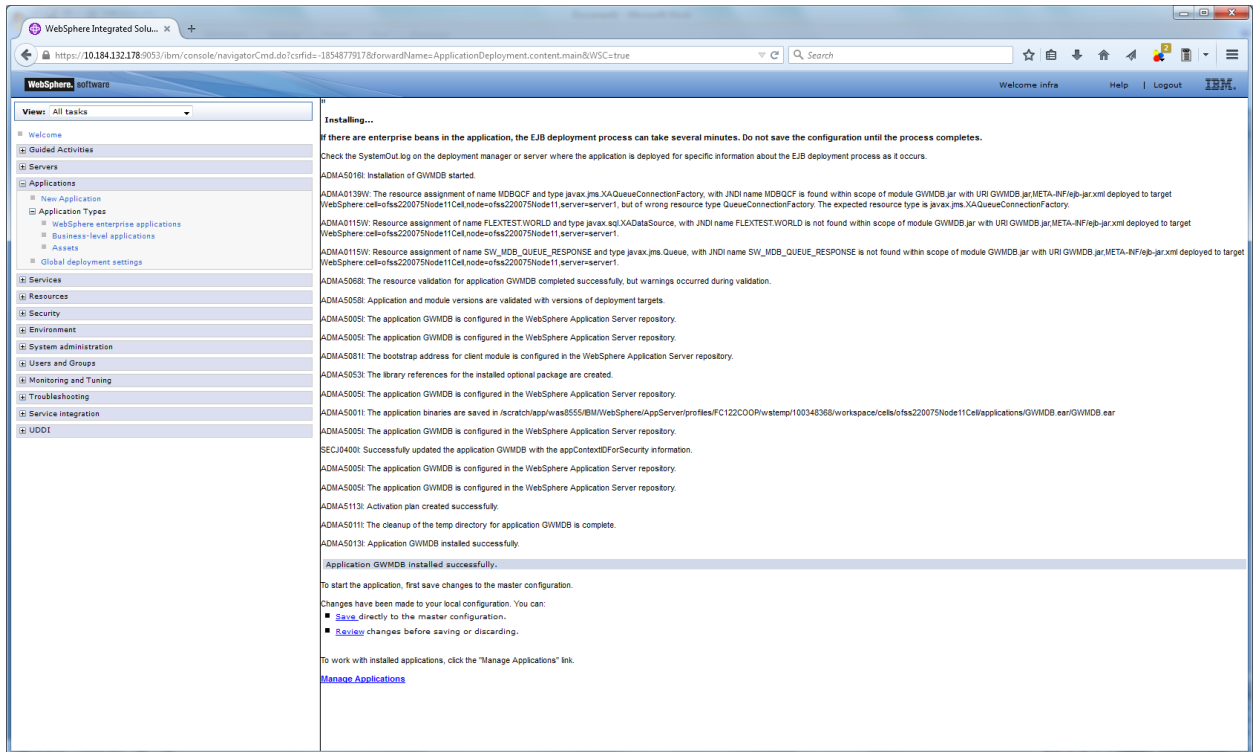 WebSphere Integrated Solu... × +
https://10.184.132.178:9053/ibm/console/navigatorCmd.do?csrfid=-1854877917&forwardName=ApplicationDeployment.content.main&WSC=true
Search
2
WebSphere. software
Welcome infra
Help | Logout
IBM.
View: All tasks
Welcome
Guided Activities
Servers
Applications
New Application
Application Types
WebSphere enterprise applications
Business-level applications
Assets
Global deployment settings
Services
Resources
Security
Environment
System administration
Users and Groups
Monitoring and Tuning
Troubleshooting
Service integration
UDDI
"
Installing...
If there are enterprise beans in the application, the EJB deployment process can take several minutes. Do not save the configuration until the process completes.
Check the SystemOut.log on the deployment manager or server where the application is deployed for specific information about the EJB deployment process as it occurs.
ADMA5016I: Installation of GWMDB started.
ADMA0139W: The resource assignment of name MDBQCF and type javax.jms.XAQueueConnectionFactory, with JNDI name MDBQCF is found within scope of module GWMDB.jar with URI GWMDB.jar,META-INF/ejb-jar.xml deployed to target
WebSphere:cell=ofss220075Node11Cell,node=ofss220075Node11,server=server1, but of wrong resource type QueueConnectionFactory. The expected resource type is javax.jms.XAQueueConnectionFactory.
ADMA0115W: Resource assignment of name FLEXTEST.WORLD and type javax.sql.XADataSource, with JNDI name FLEXTEST.WORLD is not found within scope of module GWMDB.jar with URI GWMDB.jar,META-INF/ejb-jar.xml deployed to target
WebSphere:cell=ofss220075Node11Cell,node=ofss220075Node11,server=server1.
ADMA0115W: Resource assignment of name SW_MDB_QUEUE_RESPONSE and type javax.jms.Queue, with JNDI name SW_MDB_QUEUE_RESPONSE is not found within scope of module GWMDB.jar with URI GWMDB.jar,META-INF/ejb-jar.xml deployed to target
WebSphere:cell=ofss220075Node11Cell,node=ofss220075Node11,server=server1.
ADMA5068I: The resource validation for application GWMDB completed successfully, but warnings occurred during validation.
ADMA5058I: Application and module versions are validated with versions of deployment targets.
ADMA5005I: The application GWMDB is configured in the WebSphere Application Server repository.
ADMA5005I: The application GWMDB is configured in the WebSphere Application Server repository.
ADMA5081I: The bootstrap address for client module is configured in the WebSphere Application Server repository.
ADMA5053I: The library references for the installed optional package are created.
ADMA5005I: The application GWMDB is configured in the WebSphere Application Server repository.
ADMA5001I: The application binaries are saved in /scratch/app/was8555/IBM/WebSphere/AppServer/profiles/FC122COOP/wstemp/100348368/workspace/cells/ofss220075Node11Cell/applications/GWMDB.ear/GWMDB.ear
ADMA5005I: The application GWMDB is configured in the WebSphere Application Server repository.
SECJ0400I: Successfully updated the application GWMDB with the appContextIDForSecurity information.
ADMA5005I: The application GWMDB is configured in the WebSphere Application Server repository.
ADMA5005I: The application GWMDB is configured in the WebSphere Application Server repository.
ADMA5113I: Activation plan created successfully.
ADMA5011I: The cleanup of the temp directory for application GWMDB is complete.
ADMA5013I: Application GWMDB installed successfully.
Application GWMDB installed successfully.
To start the application, first save changes to the master configuration.
Changes have been made to your local configuration. You can:
Save directly to the master configuration.
Review changes before saving or discarding.
To work with installed applications, click the "Manage Applications" link.
Manage Applications